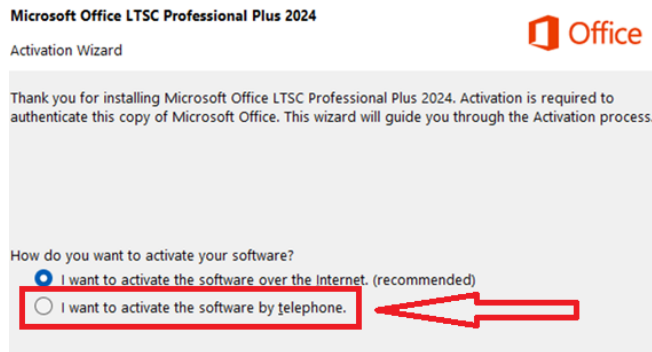 Microsoft Office LTSC Professional Plus 2024
Office
Activation Wizard
Thank you for installing Microsoft Office LTSC Professional Plus 2024. Activation is required to
authenticate this copy of Microsoft Office. This wizard will guide you through the Activation process.
How do you want to activate your software?
I want to activate the software over the Internet. (recommended)
I want to activate the software by telephone.